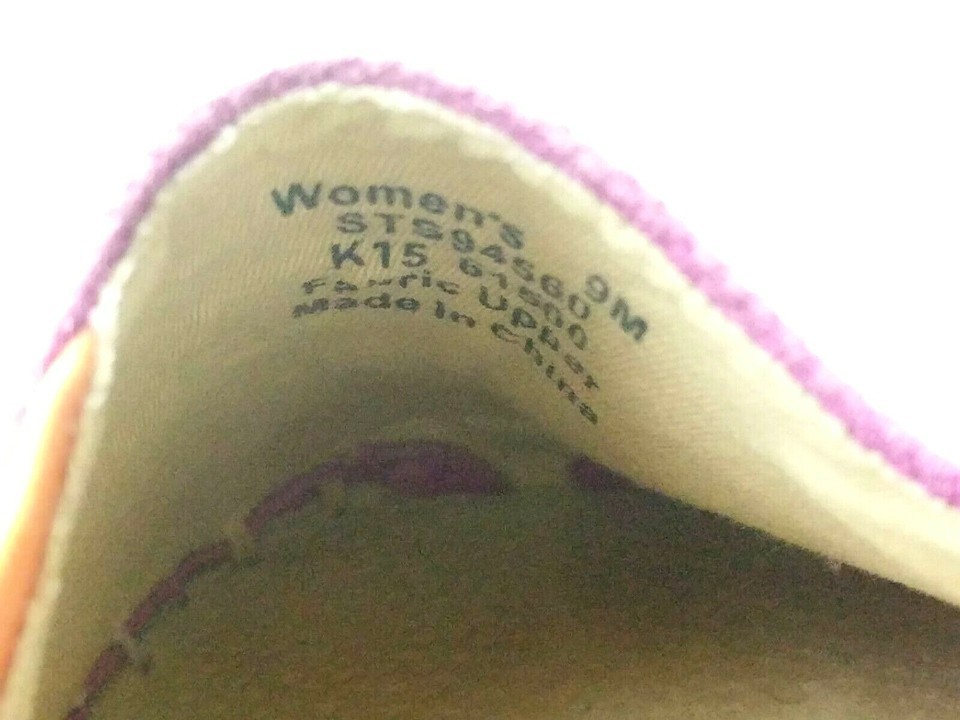 Women's 9M
STS94560
K15 61500
Fabric Upper
Made In China